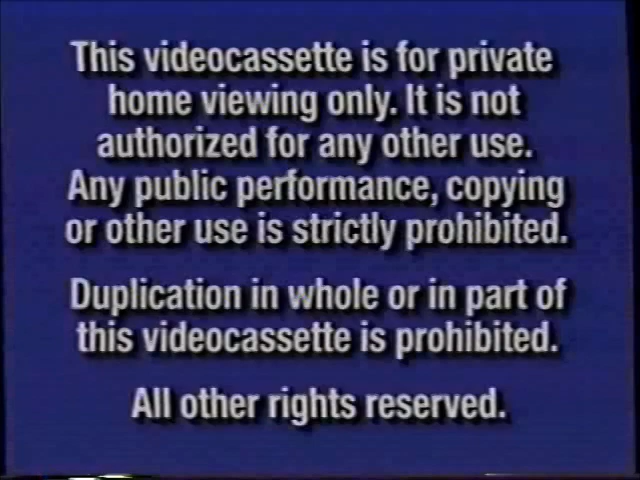 This videocassette is for private
home viewing only. It is not
authorized for any other use.
Any public performance, copying
or other use is strictly prohibited.
Duplication in whole or in part of
this videocassette is prohibited.
All other rights reserved.